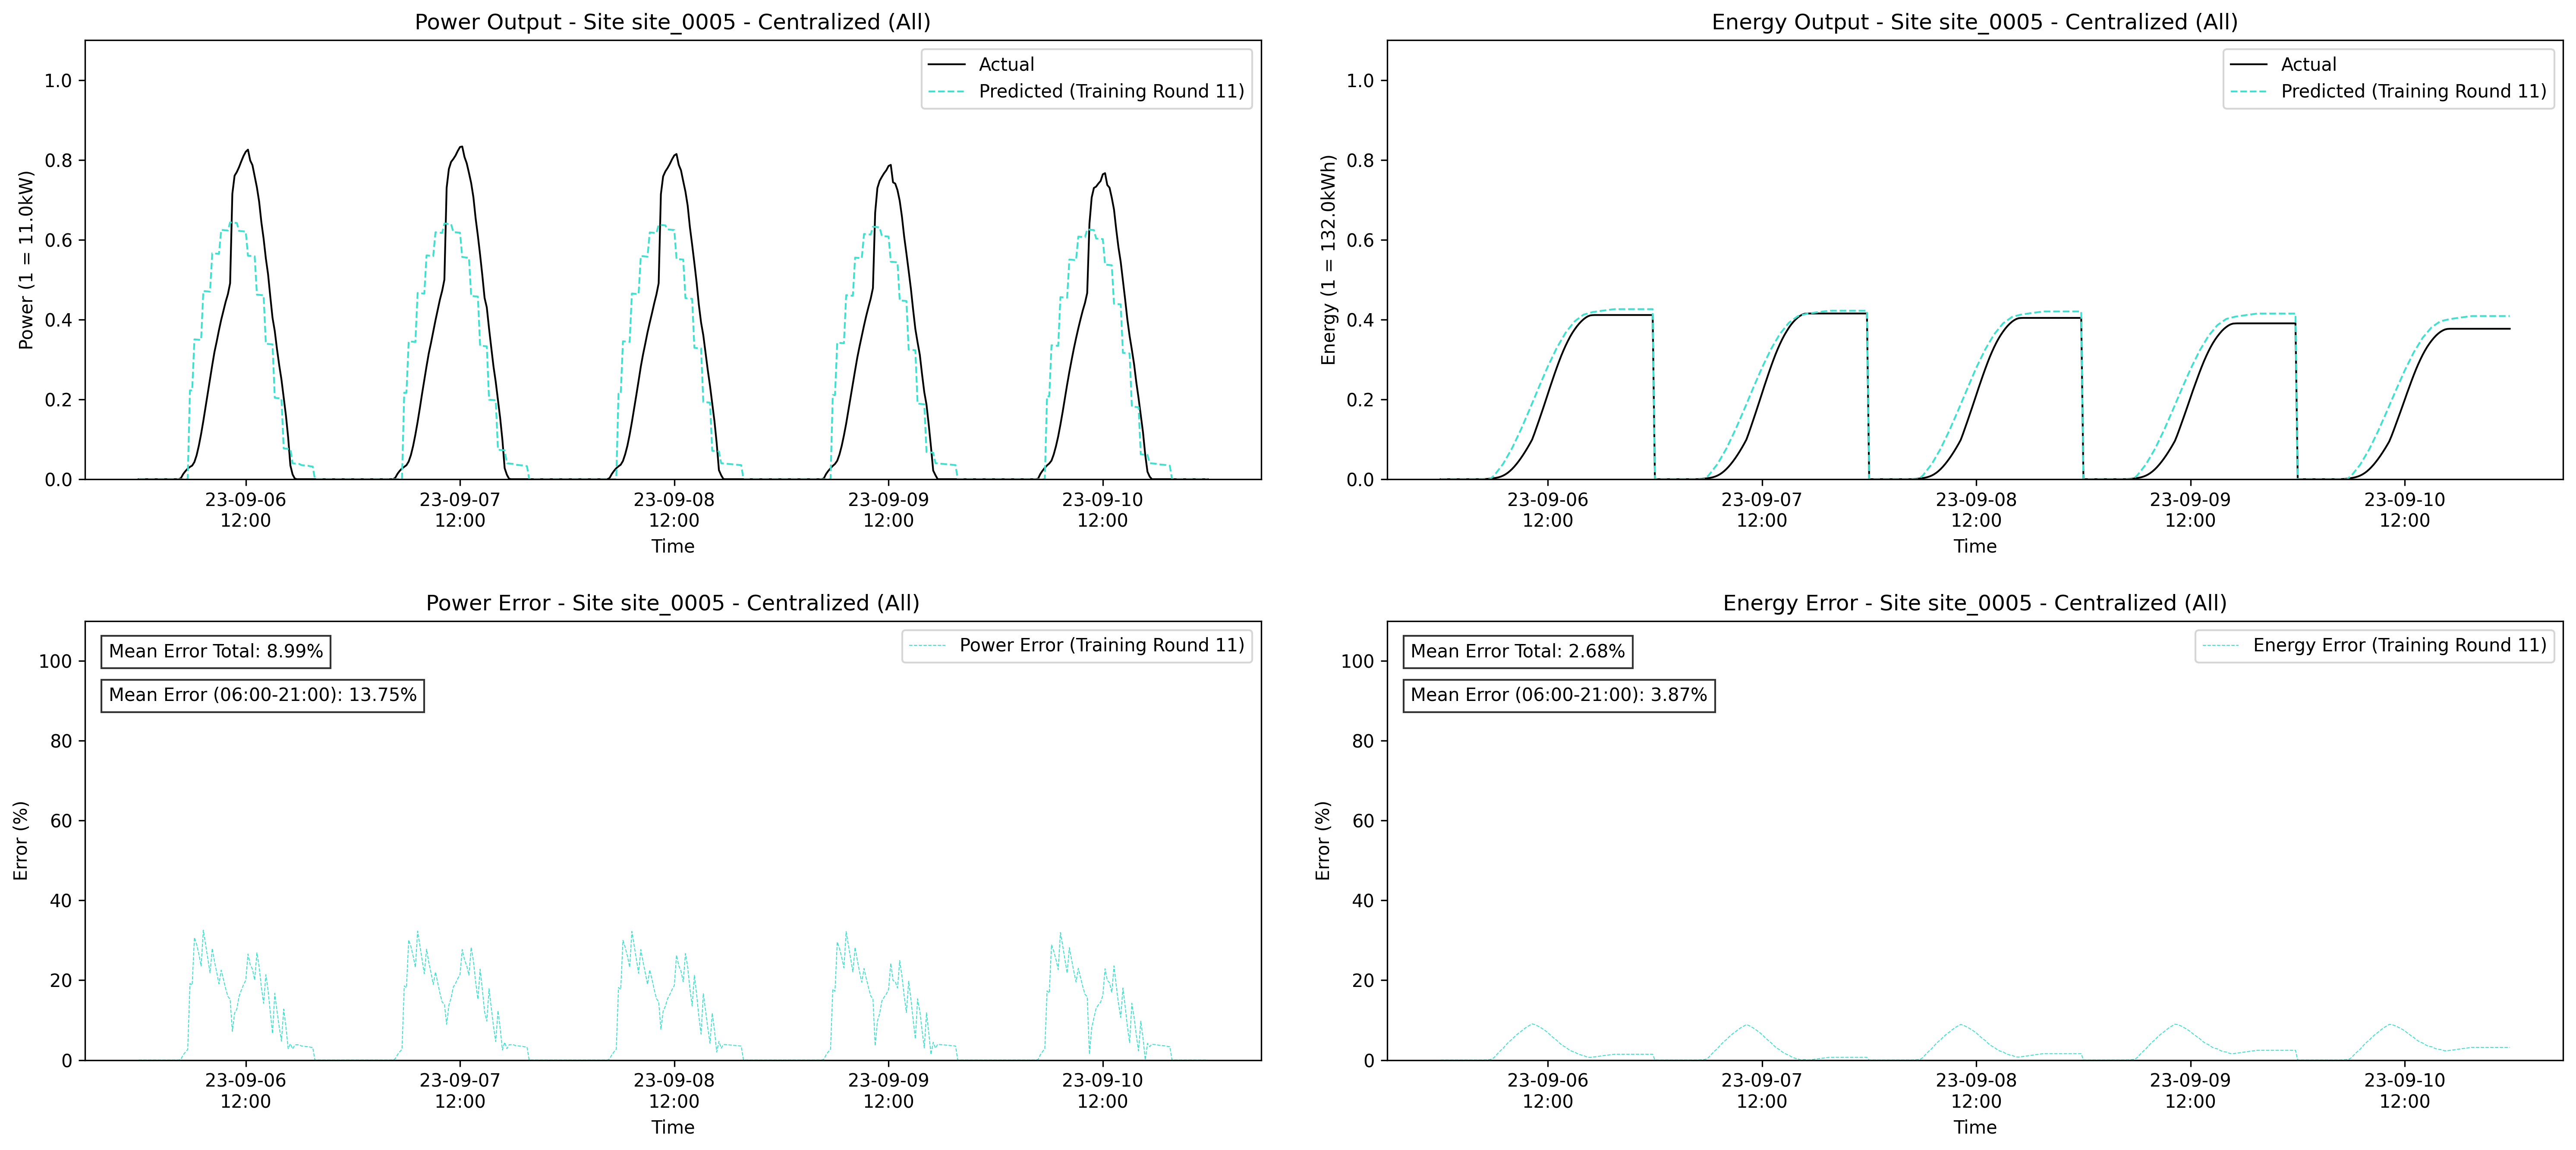 Power Output - Site site_0005 - Centralized (All)
Actual
Predicted (Training Round 11)
1.0
0.8
0.6
0.4
0.2
0.0
Power (1 = 11.0kW)
23-09-06
12:00
23-09-07
12:00
23-09-08
12:00
23-09-09
12:00
23-09-10
12:00
Time
Energy Output - Site site_0005 - Centralized (All)
Actual
Predicted (Training Round 11)
1.0
0.8
0.6
0.4
0.2
0.0
Energy (1 = 132.0kWh)
23-09-06
12:00
23-09-07
12:00
23-09-08
12:00
23-09-09
12:00
23-09-10
12:00
Time
Power Error - Site site_0005 - Centralized (All)
Mean Error Total: 8.99%
Mean Error (06:00-21:00): 13.75%
Power Error (Training Round 11)
100
80
60
40
20
0
Error (%)
23-09-06
12:00
23-09-07
12:00
23-09-08
12:00
23-09-09
12:00
23-09-10
12:00
Time
Energy Error - Site site_0005 - Centralized (All)
Mean Error Total: 2.68%
Mean Error (06:00-21:00): 3.87%
Energy Error (Training Round 11)
100
80
60
40
20
0
Error (%)
23-09-06
12:00
23-09-07
12:00
23-09-08
12:00
23-09-09
12:00
23-09-10
12:00
Time